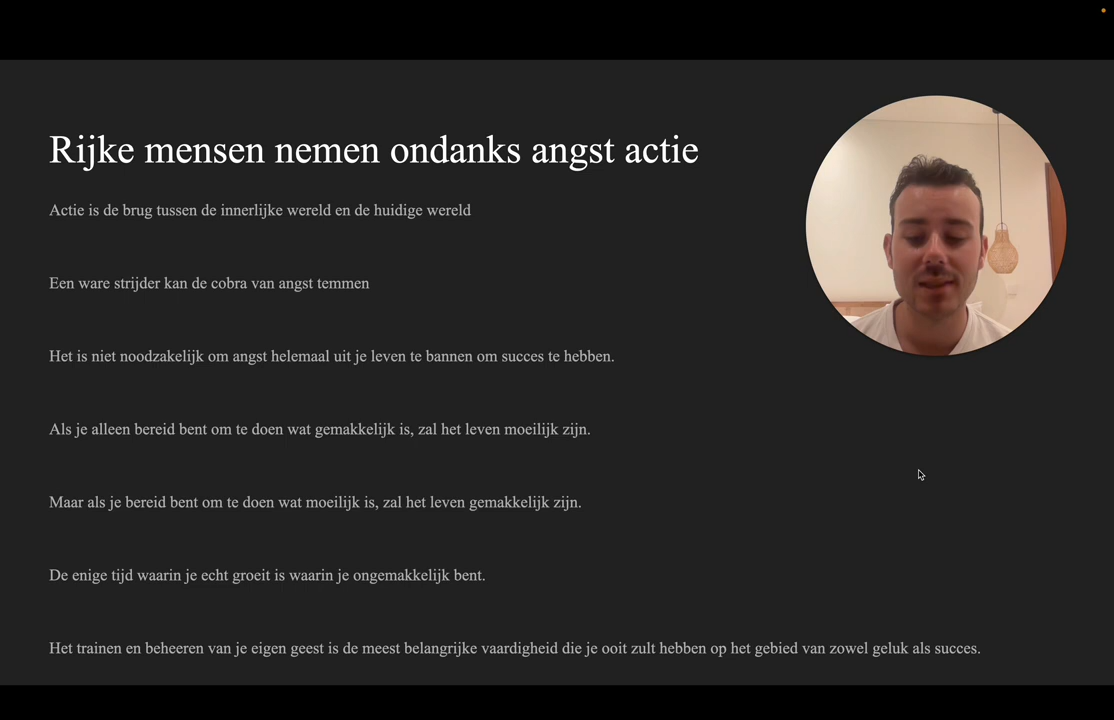 Rijke mensen nemen ondanks angst actie
Actie is de brug tussen de innerlijke wereld en de huidige wereld
Een ware strijder kan de cobra van angst temmen
Het is niet noodzakelijk om angst helemaal uit je leven te bannen om succes te hebben.
Als je alleen bereid bent om te doen wat gemakkelijk is, zal het leven moeilijk zijn.
Maar als je bereid bent om te doen wat moeilijk is, zal het leven gemakkelijk zijn.
De enige tijd waarin je echt groeit is waarin je ongemakkelijk bent.
Het trainen en beheeren van je eigen geest is de meest belangrijke vaardigheid die je ooit zult hebben op het gebied van zowel geluk als succes.